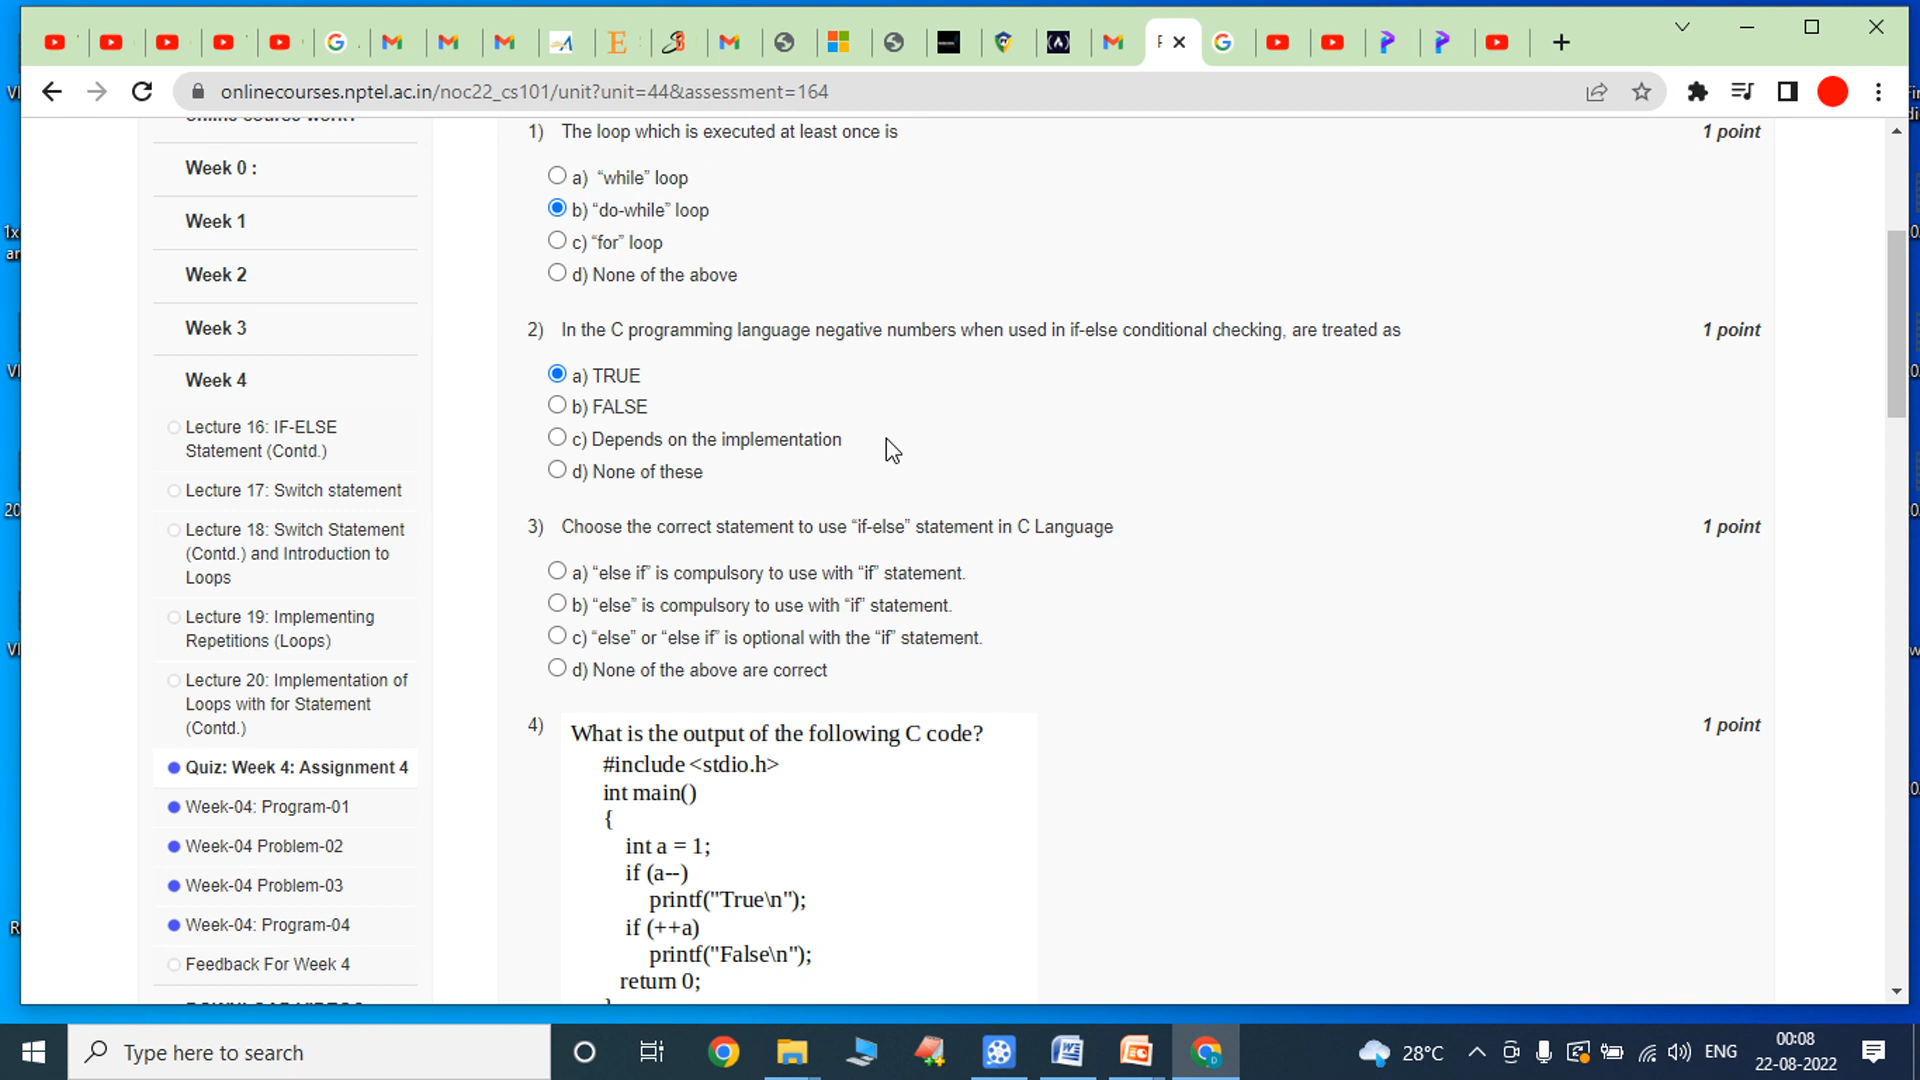 onlinecourses.nptel.ac.in/noc22_cs101/unit?unit=44&assessment=164
Week 0 :
Week 1
Week 2
Week 3
Week 4
Lecture 16: IF-ELSE
Statement (Contd.)
Lecture 17: Switch statement
Lecture 18: Switch Statement
(Contd.) and Introduction to
Loops
Lecture 19: Implementing
Repetitions (Loops)
Lecture 20: Implementation of
Loops with for Statement
(Contd.)
Quiz: Week 4: Assignment 4
Week-04: Program-01
Week-04 Problem-02
Week-04 Problem-03
Week-04: Program-04
Feedback For Week 4
1) The loop which is executed at least once is 1 point
a) “while” loop
b) “do-while” loop
c) “for” loop
d) None of the above
2) In the C programming language negative numbers when used in if-else conditional checking, are treated as 1 point
a) TRUE
b) FALSE
c) Depends on the implementation
d) None of these
3) Choose the correct statement to use “if-else” statement in C Language 1 point
a) “else if” is compulsory to use with “if” statement.
b) “else” is compulsory to use with “if” statement.
c) “else” or “else if” is optional with the “if” statement.
d) None of the above are correct
4) What is the output of the following C code? 1 point
#include <stdio.h>
int main()
{
int a = 1;
if (a--)
printf("True\n");
if (++a)
printf("False\n");
return 0;
Type here to search
28°C
ENG
00:08
22-08-2022